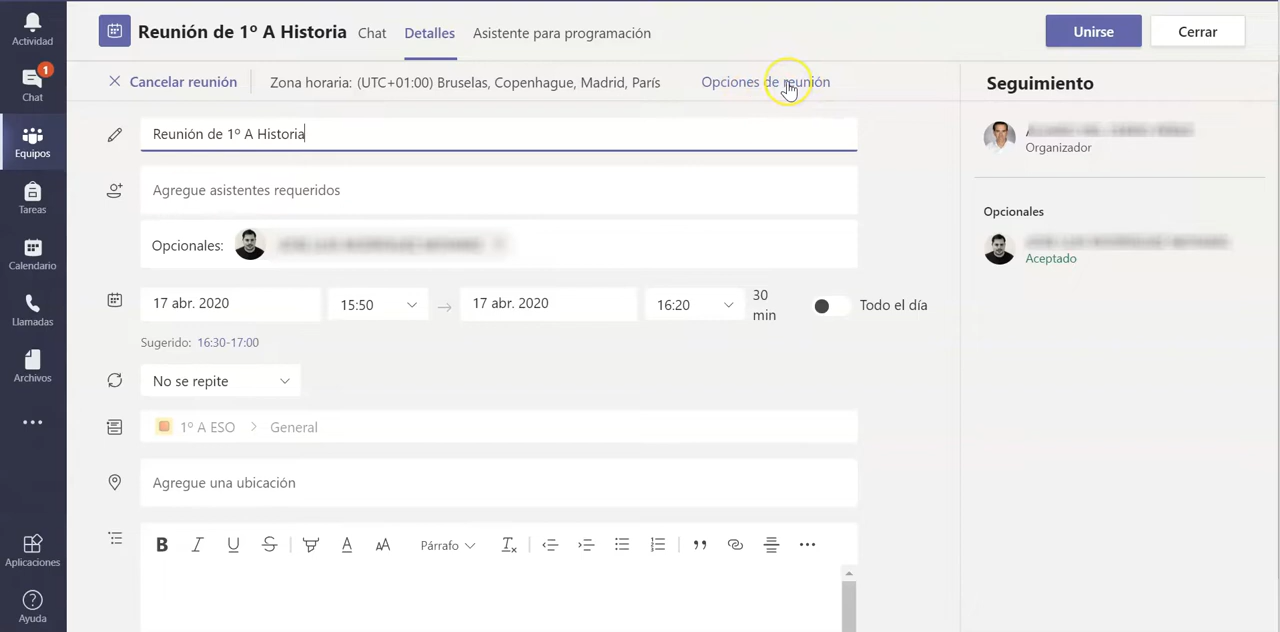 Actividad
1
Chat
Equipos
Tareas
Calendario
Llamadas
Archivos
Aplicaciones
Ayuda
Reunión de 1º A Historia Chat Detalles Asistente para programación Unirse Cerrar
Cancelar reunión Zona horaria: (UTC+01:00) Bruselas, Copenhague, Madrid, París Opciones de reunión
Reunión de 1º A Historia
Agregue asistentes requeridos
Opcionales:
17 abr. 2020 15:50 → 17 abr. 2020 16:20 30 min Todo el día
Sugerido: 16:30-17:00
No se repite
1º A ESO > General
Agregue una ubicación
B I U S A AA Párrafo
Seguimiento
Organizador
Opcionales
Aceptado